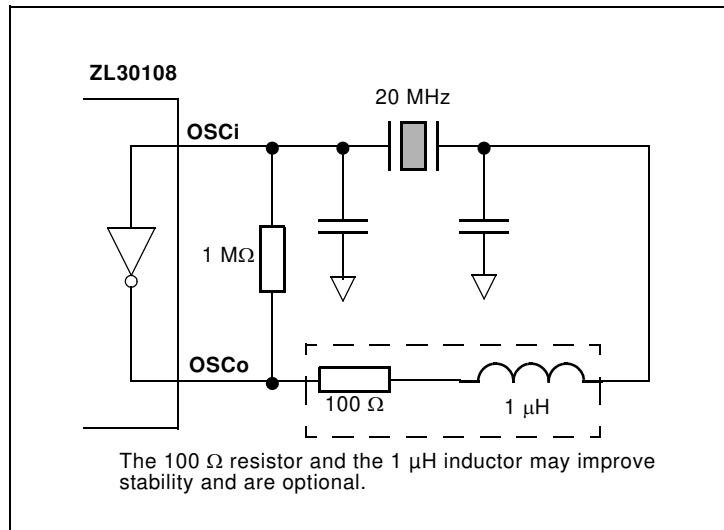 ZL30108
20 MHz
OSCi
1 MΩ
OSCo
100 Ω
1 µH
The 100 Ω resistor and the 1 µH inductor may improve
stability and are optional.